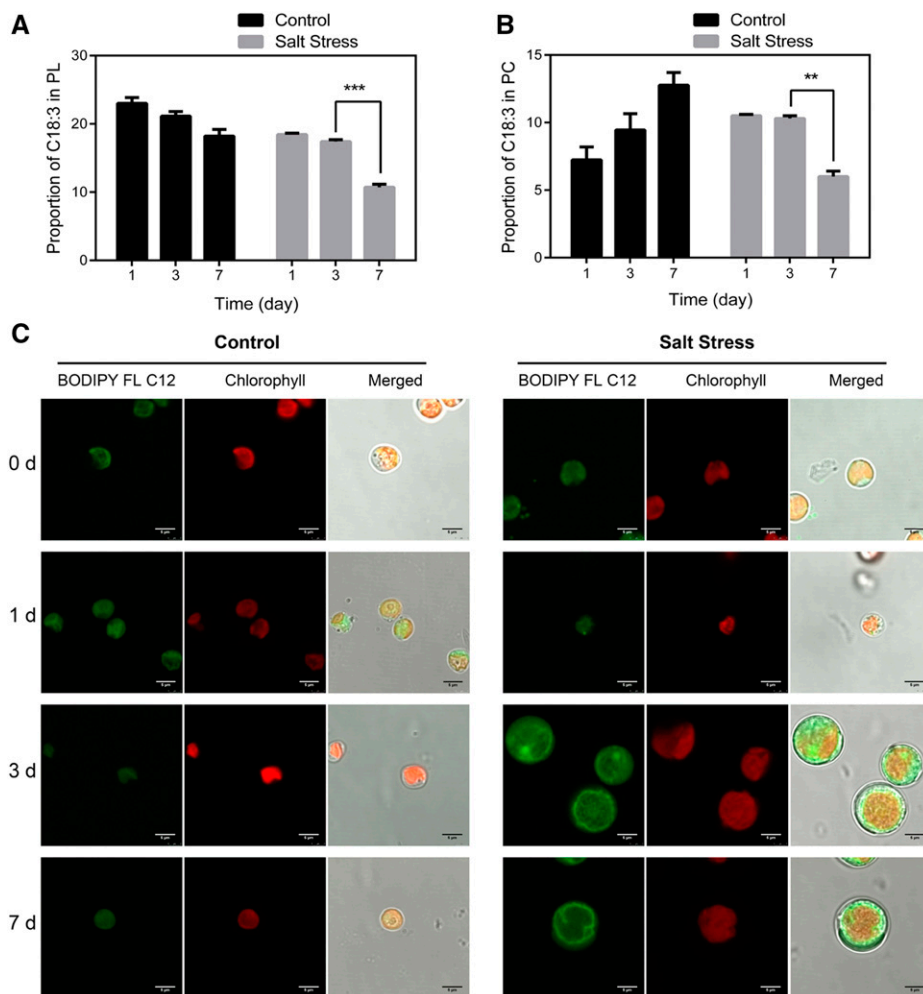 A
Control
Salt Stress
Proportion of C18:3 in PL
30
20
10
0
***
1 3 7 1 3 7
Time (day)
B
Control
Salt Stress
Proportion of C18:3 in PC
15
10
5
0
**
1 3 7 1 3 7
Time (day)
C
Control
Salt Stress
BODIPY FL C12 Chlorophyll Merged
BODIPY FL C12 Chlorophyll Merged
0 d
1 d
3 d
7 d